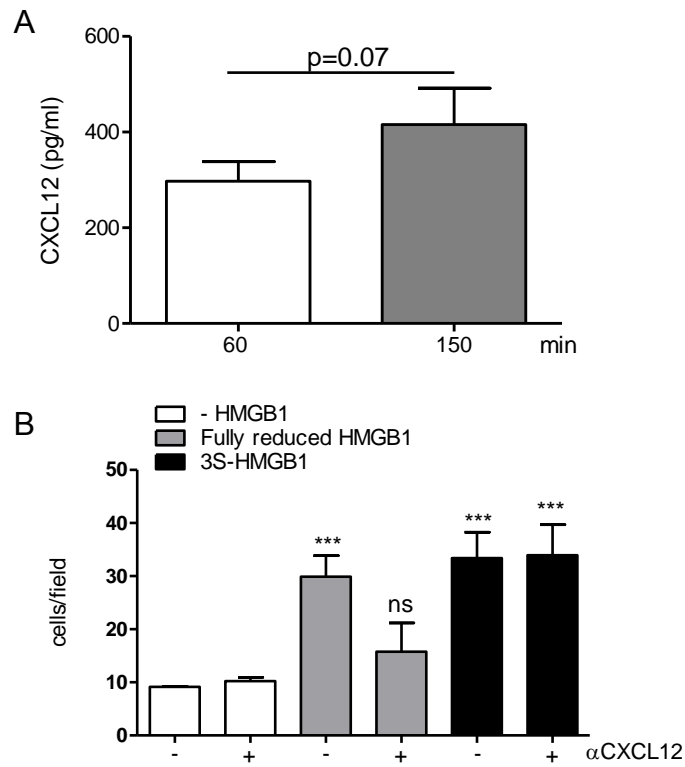 A
600
400
200
0
CXCL12 (pg/ml)
p=0.07
60 150 min
B
- HMGB1
Fully reduced HMGB1
3S-HMGB1
50
40
30
20
10
0
cells/field
***
ns
***
***
- + - + - + αCXCL12